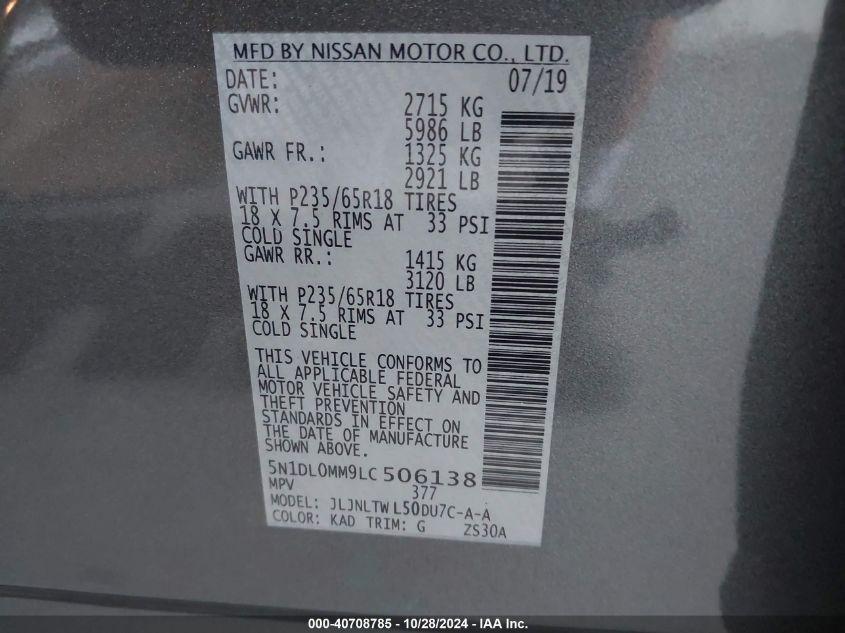 MFD BY NISSAN MOTOR CO., LTD.
DATE: 07/19
GVWR: 2715 KG
5986 LB
GAWR FR.: 1325 KG
2921 LB
WITH P235/65R18 TIRES
18 X 7.5 RIMS AT 33 PSI
COLD SINGLE
GAWR RR.: 1415 KG
3120 LB
WITH P235/65R18 TIRES
18 X 7.5 RIMS AT 33 PSI
COLD SINGLE
THIS VEHICLE CONFORMS TO
ALL APPLICABLE FEDERAL
MOTOR VEHICLE SAFETY AND
THEFT PREVENTION
STANDARDS IN EFFECT ON
THE DATE OF MANUFACTURE
SHOWN ABOVE.
5N1DL0MM9LC 506138
MPV 377
MODEL: JLJNLTW L50DU7C-A-A
COLOR: KAD TRIM: G ZS30A
000-40708785 - 10/28/2024 - IAA Inc.